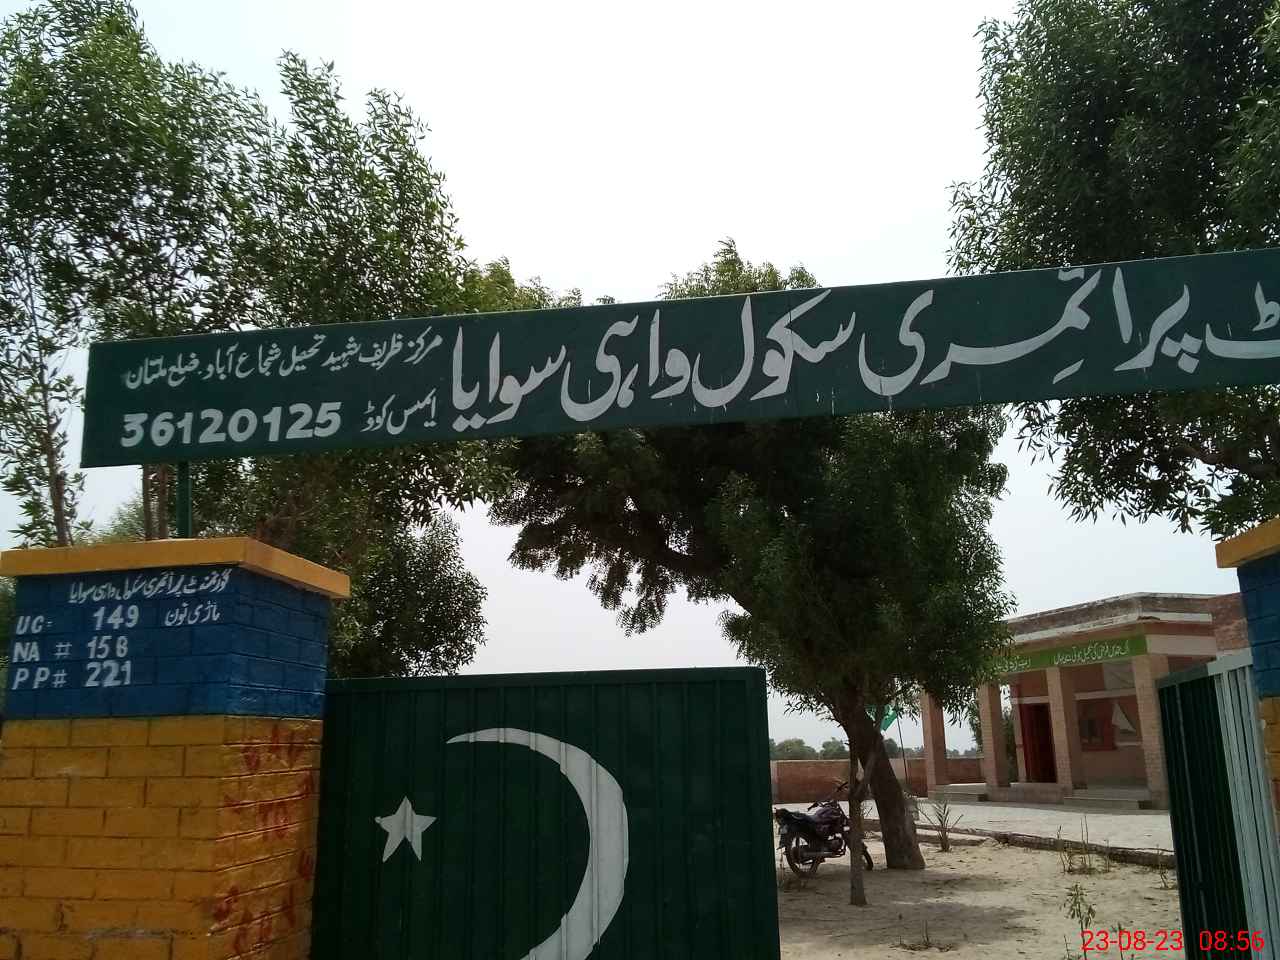 ٹ پرائمری سکول واہی سوایا
مرکز ظریف شہید تحصیل شجاع آباد ضلع ملتان
ایمس کوڈ 36120125
گورنمنٹ پرائمری سکول واہی سوایا
ماڑی نون
UC= 149
NA # 158
PP# 221
23-08-23 08:56